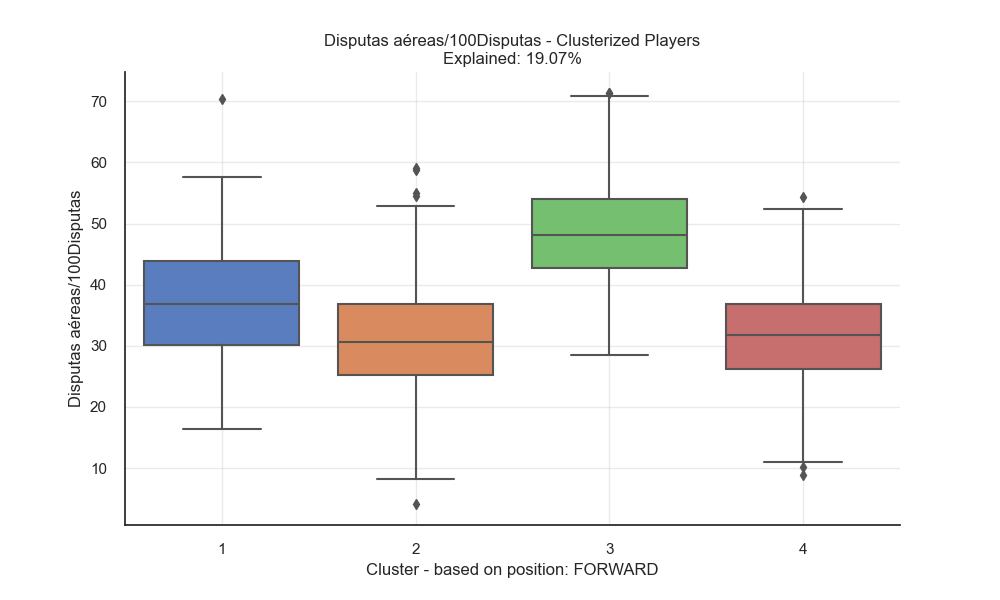 Disputas aéreas/100Disputas - Clusterized Players
Explained: 19.07%
Disputas aéreas/100Disputas
70
60
50
40
30
20
10
1 2 3 4
Cluster - based on position: FORWARD